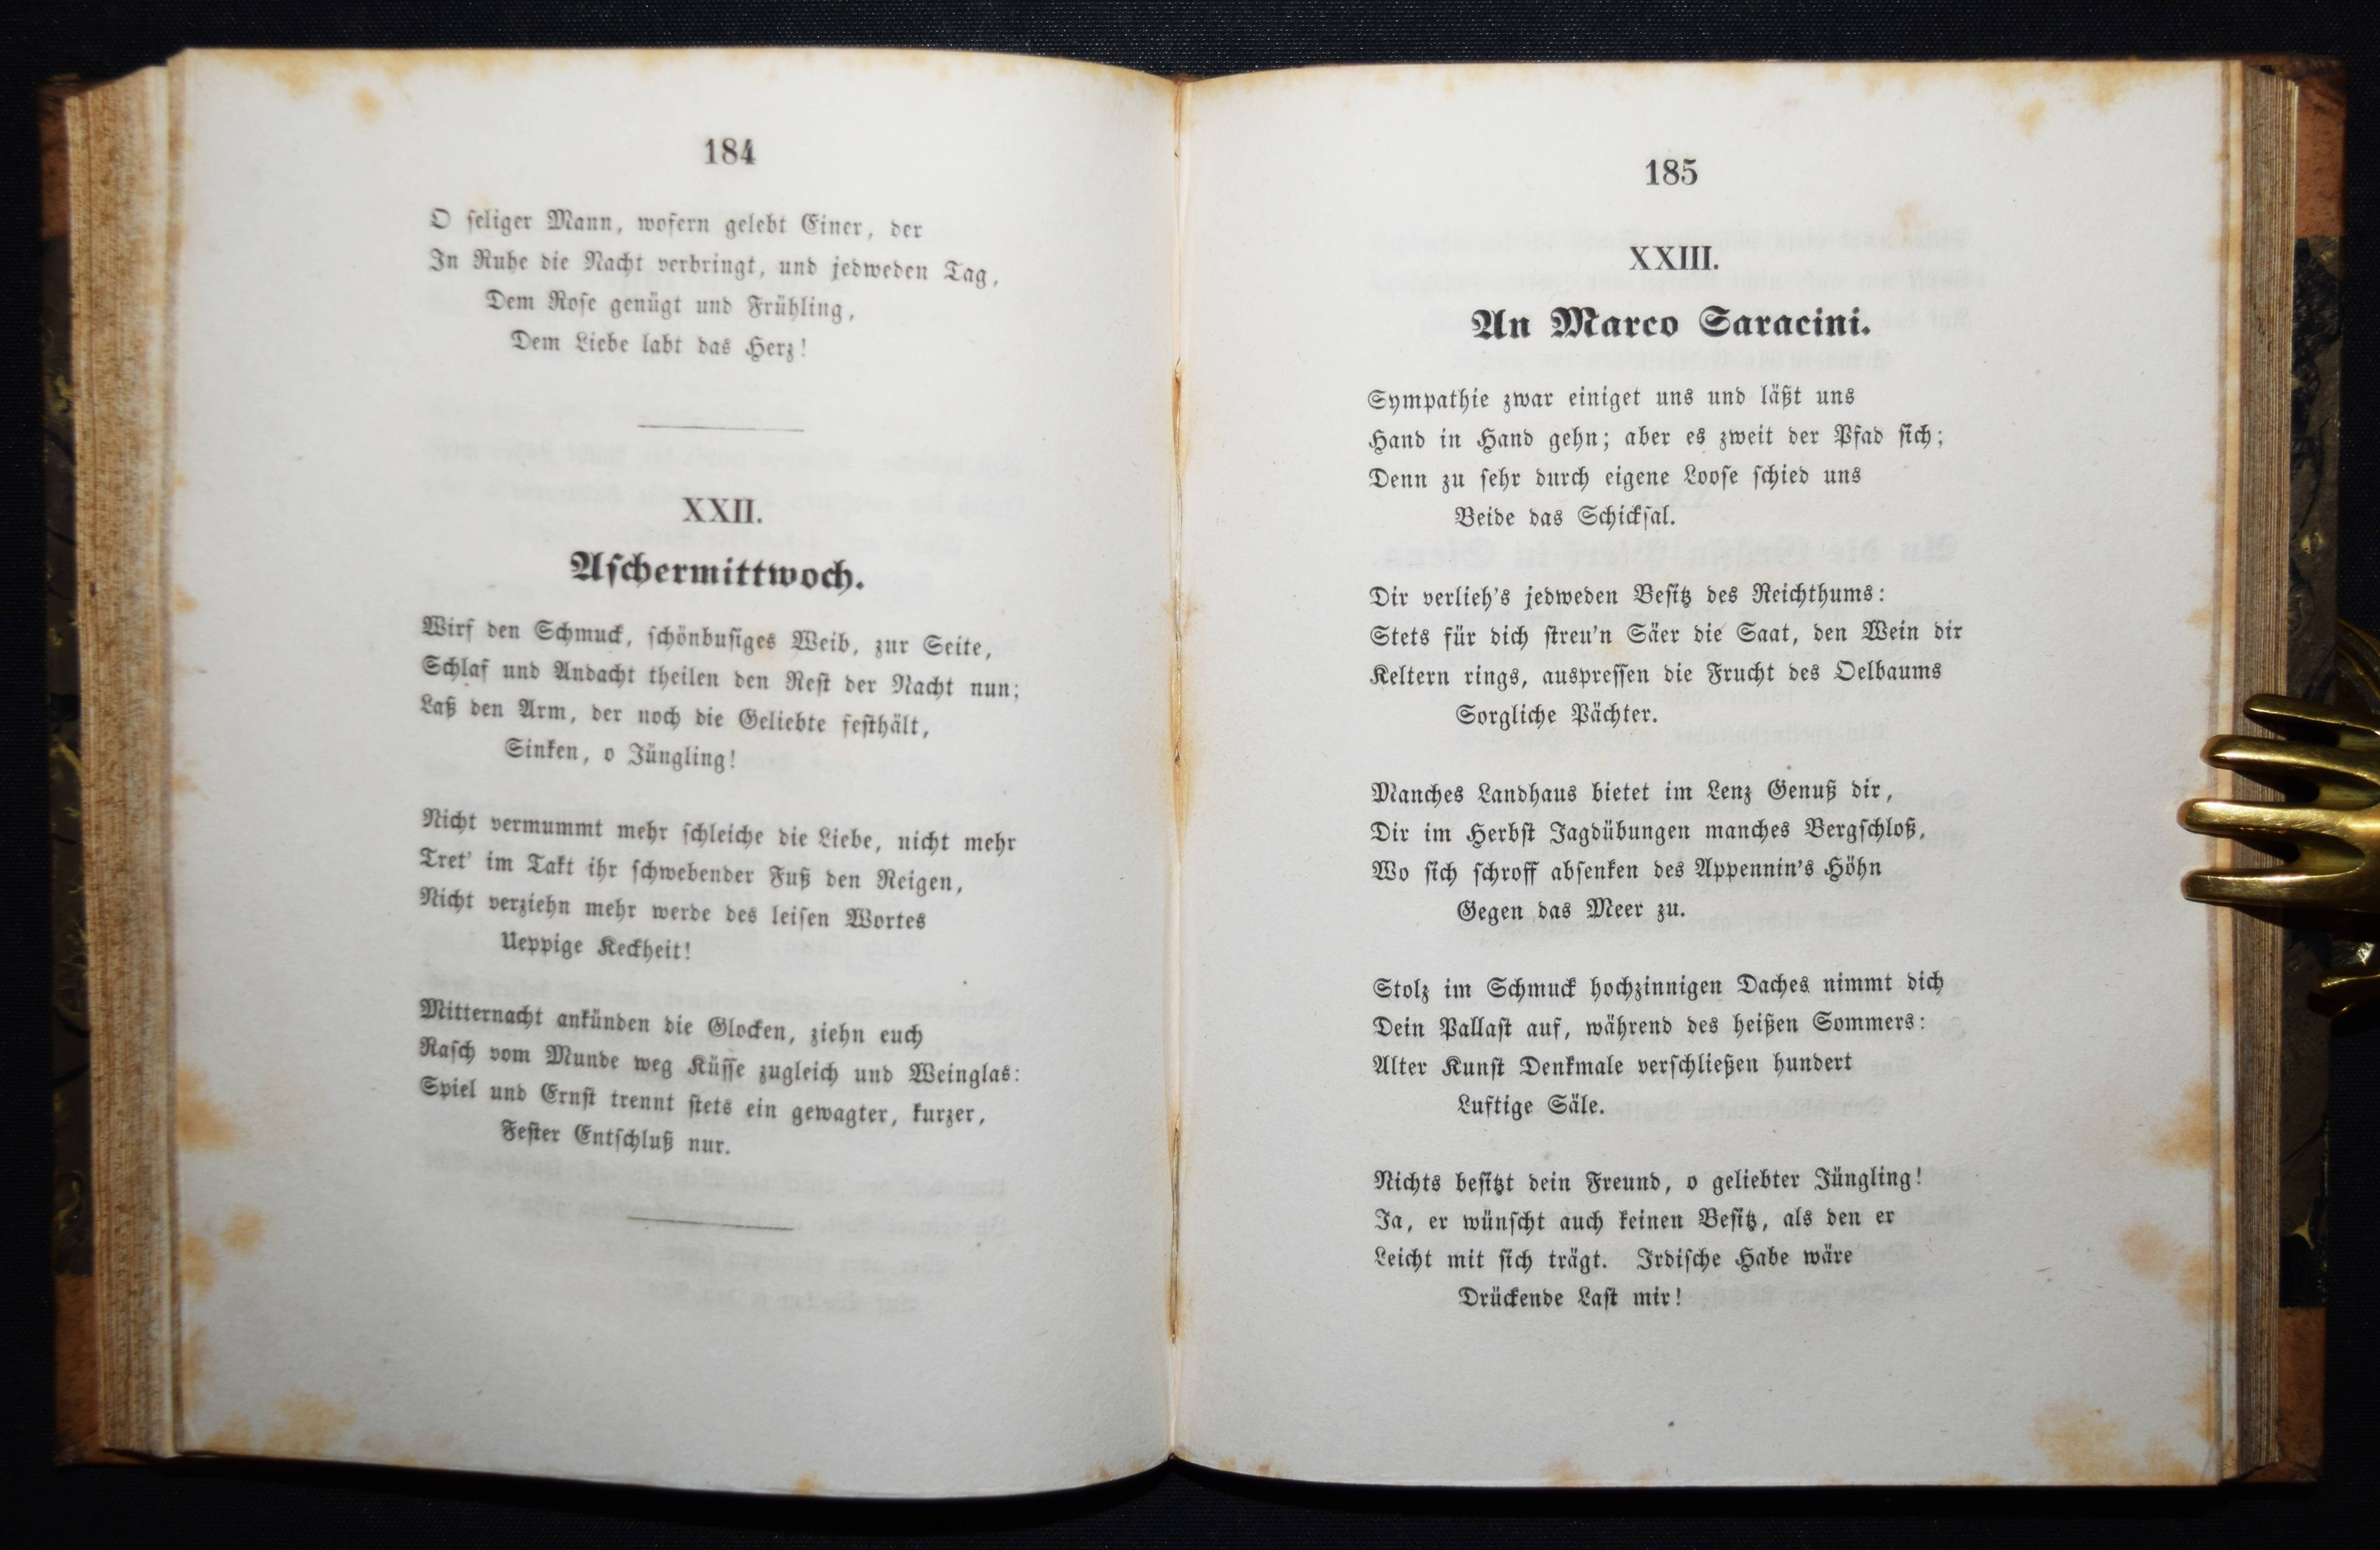 184
O ſeliger Mann, wofern gelebt Einer, der
In Ruhe die Nacht verbringt, und jedweden Tag,
Dem Roſe genügt und Frühling,
Dem Liebe labt das Herz!
XXII.
Aſchermittwoch.
Wirf den Schmuck, ſchönbuſiges Weib, zur Seite,
Schlaf und Andacht theilen den Reſt der Nacht nun;
Laß den Arm, der noch die Geliebte feſthält,
Sinken, o Jüngling!
Nicht vermummt mehr ſchleiche die Liebe, nicht mehr
Tret' im Takt ihr ſchwebender Fuß den Reigen,
Nicht verziehn mehr werde des leiſen Wortes
Ueppige Keckheit!
Mitternacht ankünden die Glocken, ziehn euch
Raſch vom Munde weg Küſſe zugleich und Weinglas:
Spiel und Ernſt trennt ſtets ein gewagter, kurzer,
Feſter Entſchluß nur.
185
XXIII.
An Marco Saracini.
Sympathie zwar einiget uns und läßt uns
Hand in Hand gehn; aber es zweit der Pfad ſich;
Denn zu ſehr durch eigene Looſe ſchied uns
Beide das Schickſal.
Dir verlieh's jedweden Beſitz des Reichthums:
Stets für dich ſtreu'n Säer die Saat, den Wein dir
Keltern rings, auspreſſen die Frucht des Oelbaums
Sorgliche Pächter.
Manches Landhaus bietet im Lenz Genuß dir,
Dir im Herbſt Jagdübungen manches Bergſchloß,
Wo ſich ſchroff abſenken des Appennin's Höhn
Gegen das Meer zu.
Stolz im Schmuck hochzinnigen Daches nimmt dich
Dein Pallaſt auf, während des heißen Sommers:
Alter Kunſt Denkmale verſchließen hundert
Luftige Säle.
Nichts beſitzt dein Freund, o geliebter Jüngling!
Ja, er wünſcht auch keinen Beſitz, als den er
Leicht mit ſich trägt. Irdiſche Habe wäre
Drückende Laſt mir!